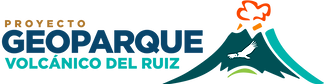 PROYECTO
GEOPARQUE
VOLCÁNICO DEL RUIZ